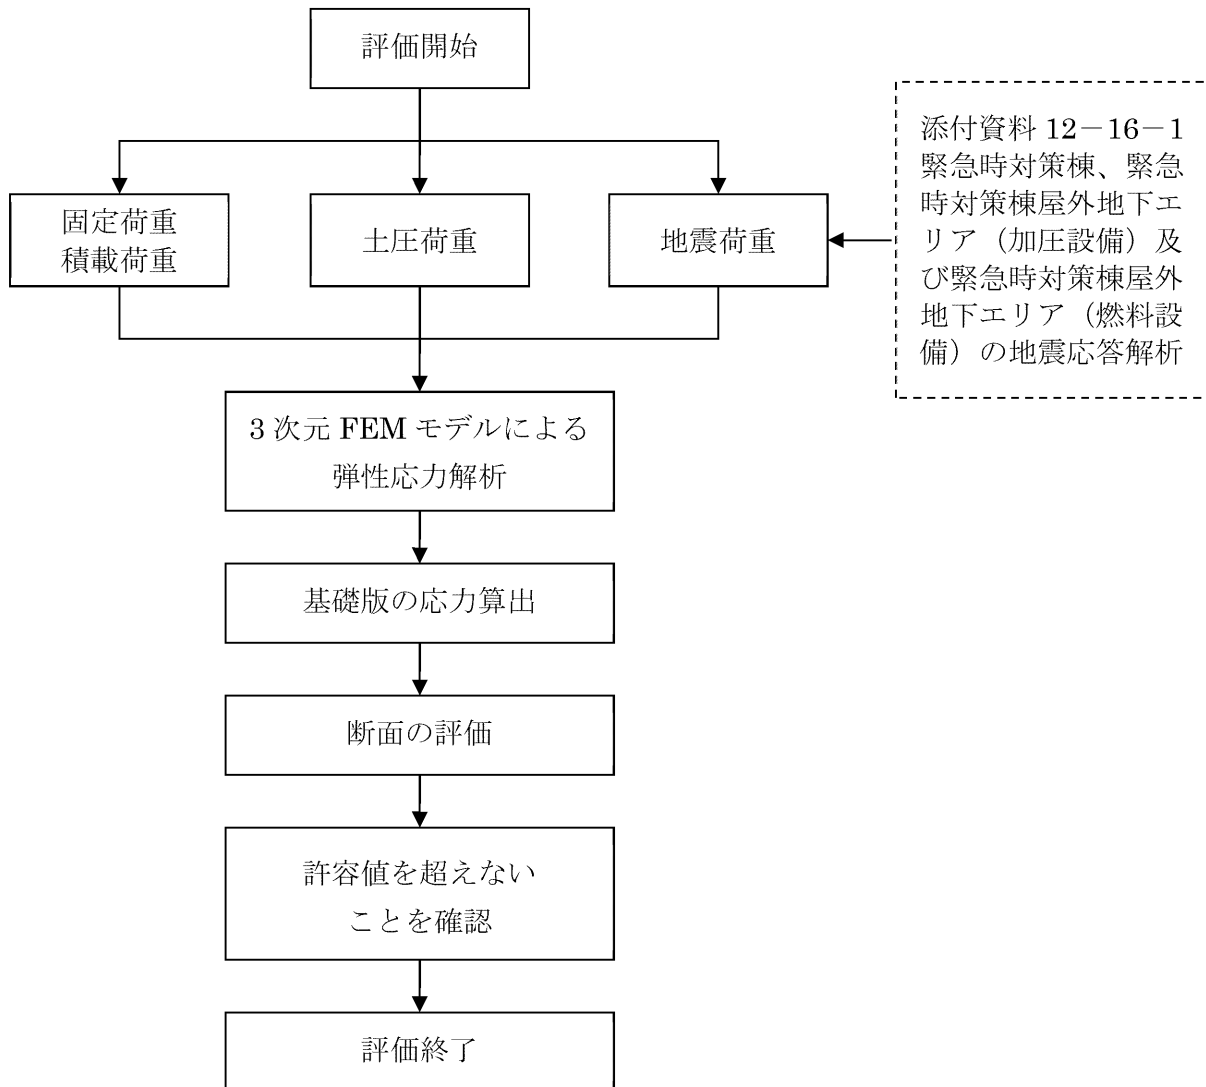 評価開始
固定荷重
積載荷重
土圧荷重
地震荷重
添付資料 12－16－1
緊急時対策棟、緊急
時対策棟屋外地下エ
リア（加圧設備）及
び緊急時対策棟屋外
地下エリア（燃料設
備）の地震応答解析
3 次元 FEM モデルによる
弾性応力解析
基礎版の応力算出
断面の評価
許容値を超えない
ことを確認
評価終了